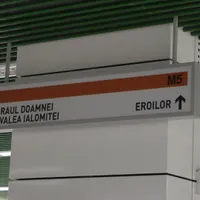 M5
RAUL DOAMNEI
VALEA IALOMITEI
EROILOR ↑